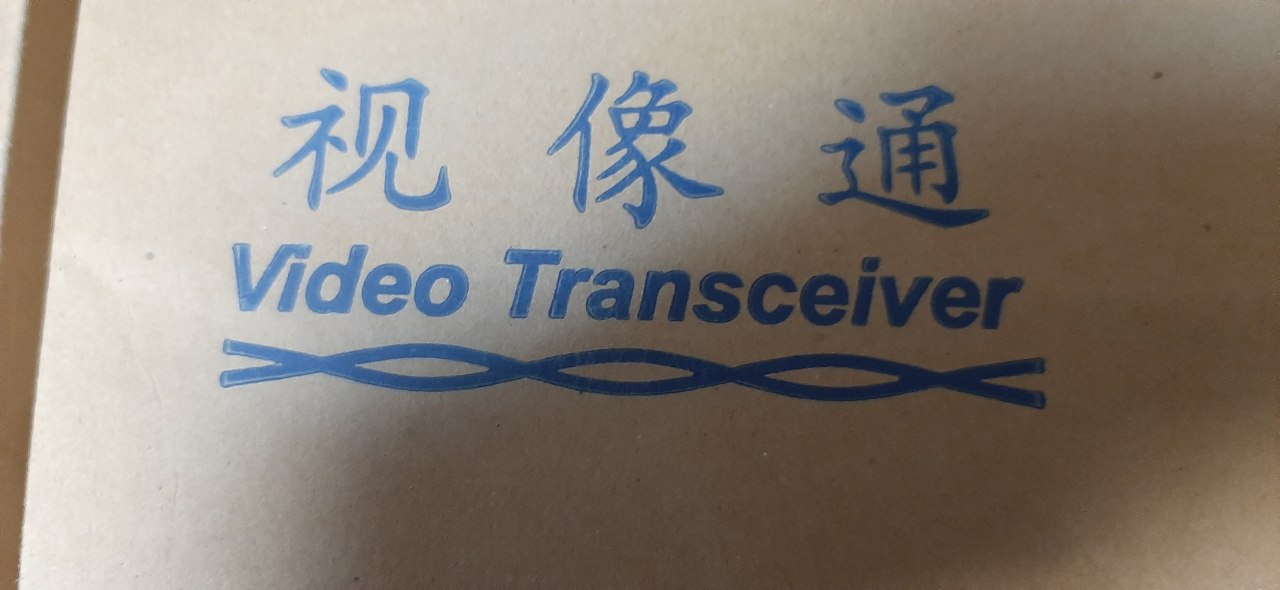 视像通
Video Transceiver